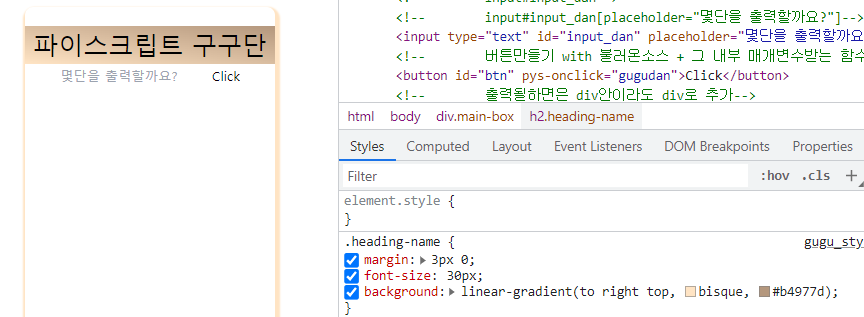 파이스크립트 구구단
몇단을 출력할까요?
Click
<!-- input#input_dan[placeholder="몇단을 출력할까요?"]-->
<input type="text" id="input_dan" placeholder="몇단을 출력할까요
<!-- 버튼만들기 with 불러온소스 + 그 내부 매개변수받는 함수
<button id="btn" pys-onclick="gugudan">Click</button>
<!-- 출력될하면은 div안이라도 div로 추가-->
html body div.main-box h2.heading-name
Styles Computed Layout Event Listeners DOM Breakpoints Properties
Filter :hov .cls +
element.style {
}
.heading-name { gugu_sty
margin: 3px 0;
font-size: 30px;
background: linear-gradient(to right top, bisque, #b4977d);
}